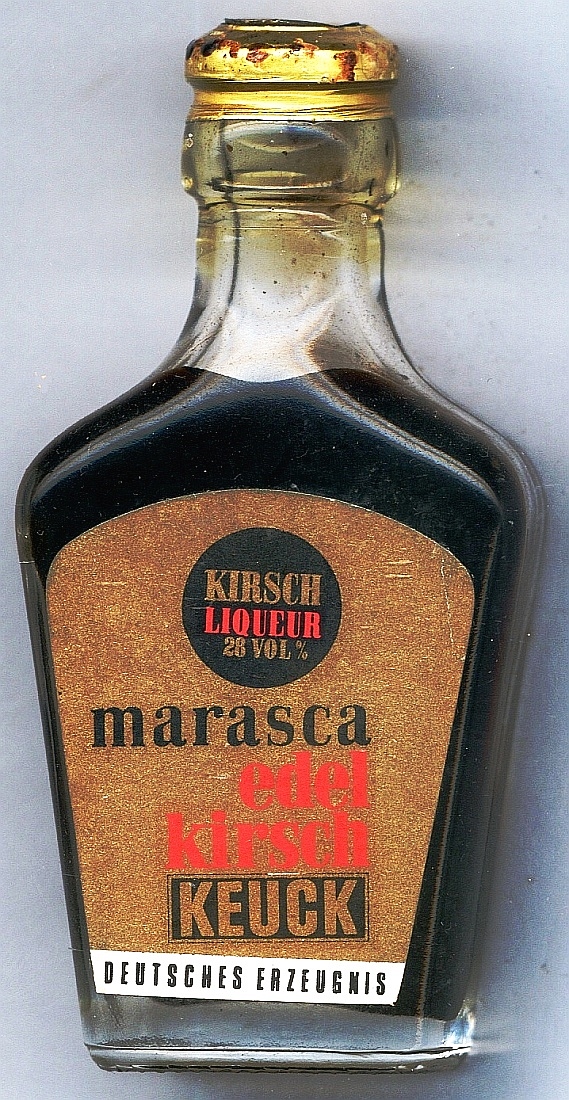 KIRSCH
LIQUEUR
28 VOL %
marasca
edel
kirsch
KEUCK
DEUTSCHES ERZEUGNIS